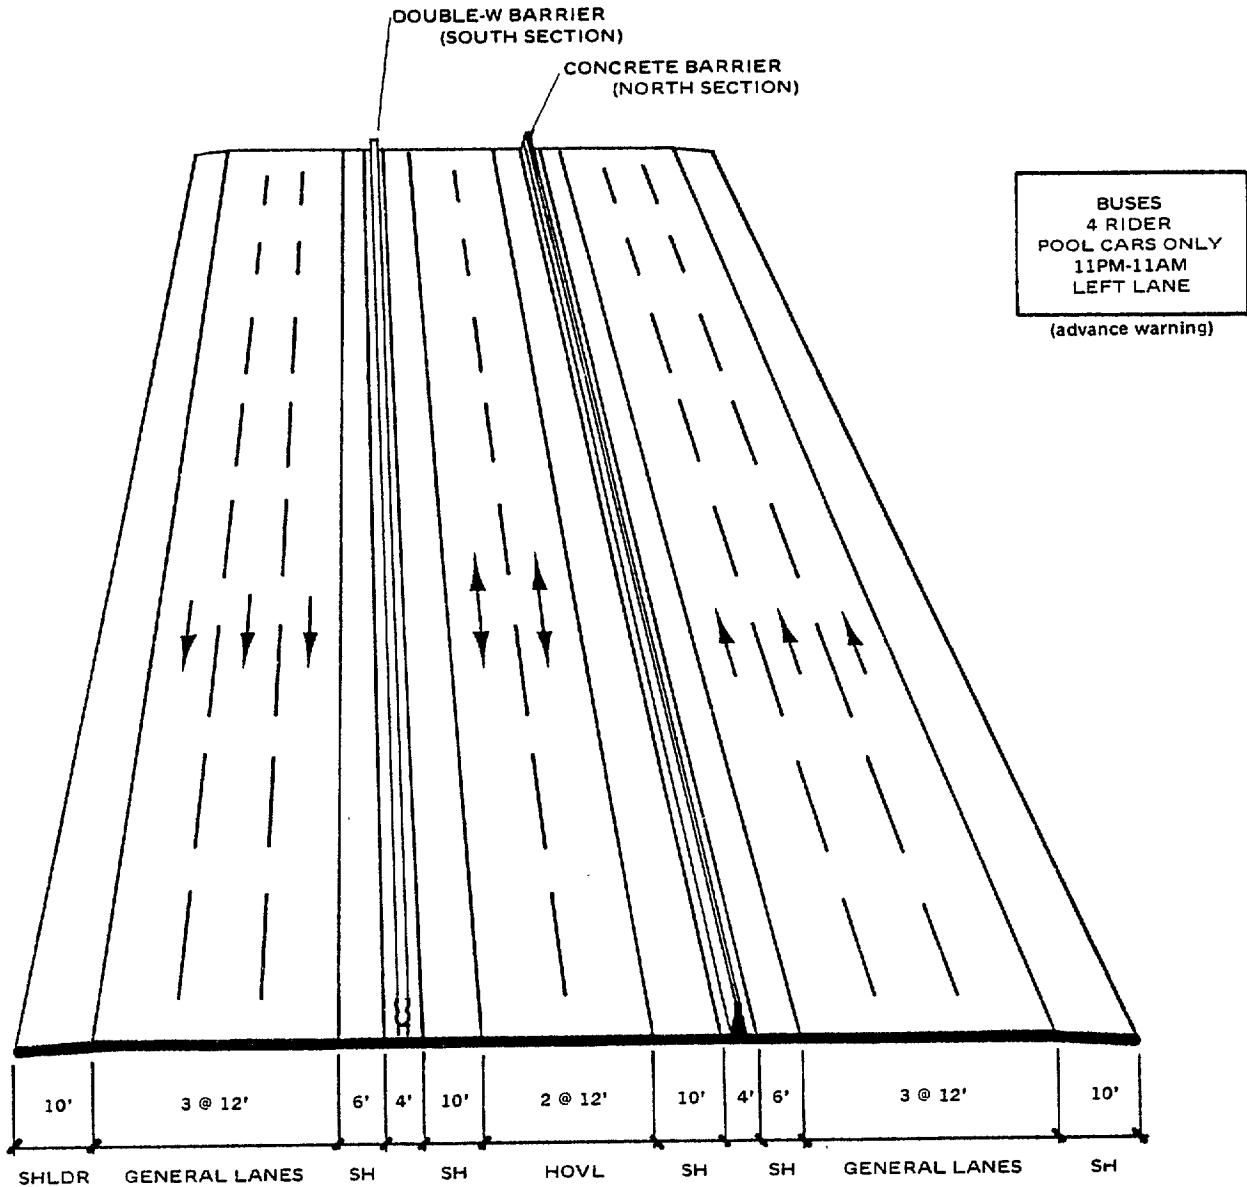 DOUBLE-W BARRIER
(SOUTH SECTION)
CONCRETE BARRIER
(NORTH SECTION)
BUSES
4 RIDER
POOL CARS ONLY
11PM-11AM
LEFT LANE
(advance warning)
10' 3 @ 12' 6' 4' 10' 2 @ 12' 10' 4' 6' 3 @ 12' 10'
SHLDR GENERAL LANES SH SH HOVL SH SH GENERAL LANES SH